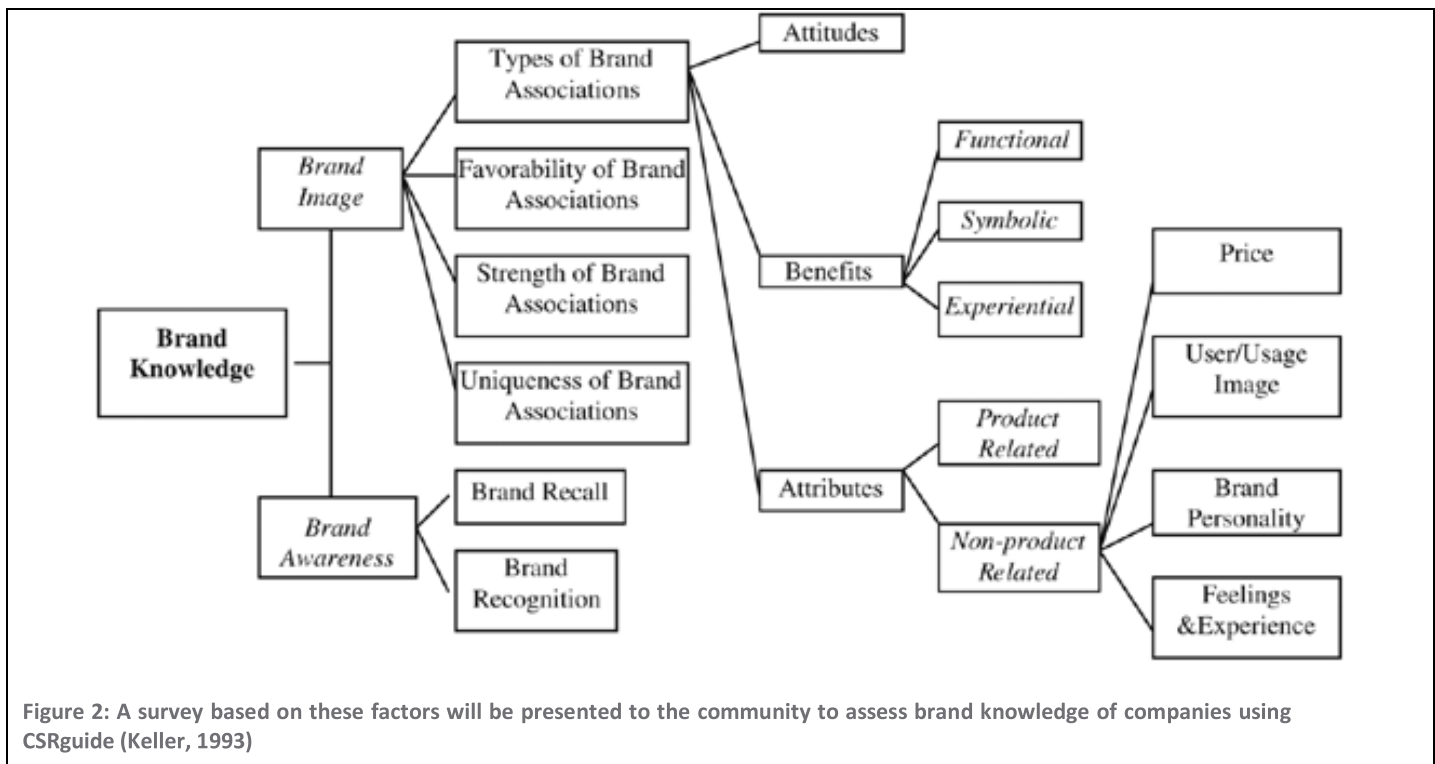 Attitudes
Types of Brand
Associations
Functional
Brand
Image
Favorability of Brand
Associations
Symbolic
Price
Strength of Brand
Associations
Benefits
Experiential
Brand
Knowledge
User/Usage
Image
Uniqueness of Brand
Associations
Product
Related
Brand Recall
Attributes
Brand
Personality
Brand
Awareness
Non-product
Related
Brand
Recognition
Feelings
&Experience
Figure 2: A survey based on these factors will be presented to the community to assess brand knowledge of companies using
CSRguide (Keller, 1993)